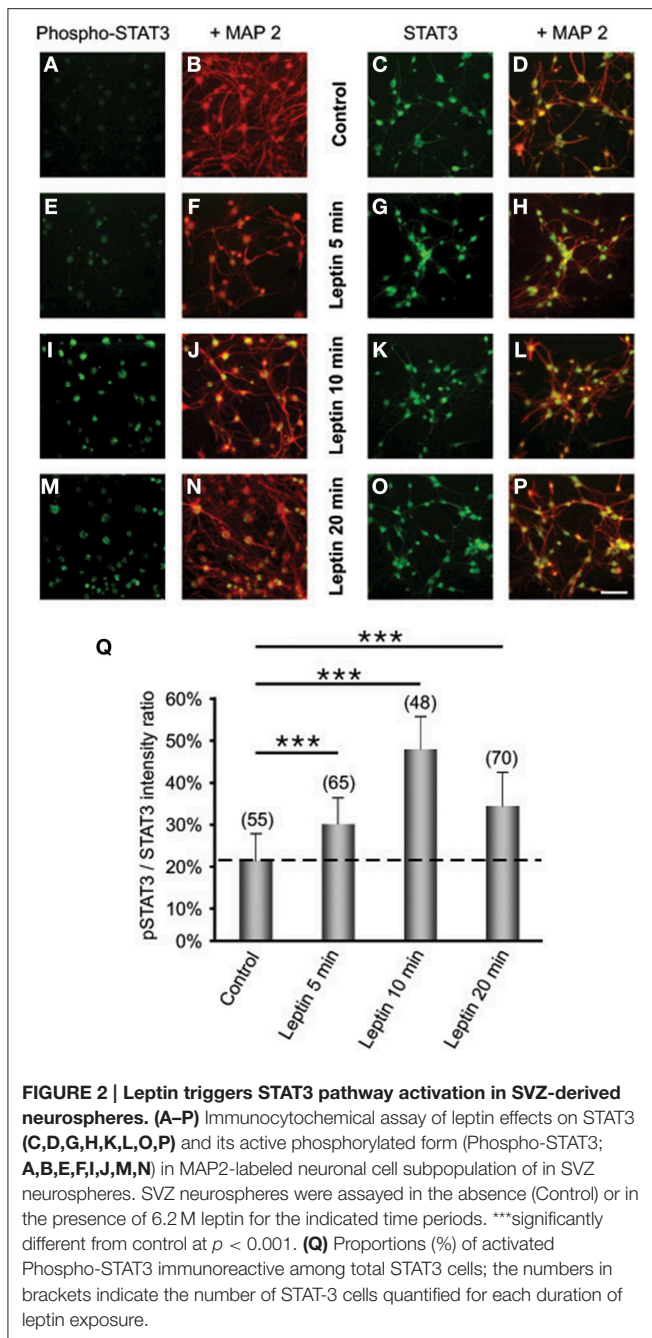 Phospho-STAT3 + MAP 2 STAT3 + MAP 2
A B C D
Control
E F G H
Leptin 5 min
I J K L
Leptin 10 min
M N O P
Leptin 20 min
Q
pSTAT3 / STAT3 intensity ratio
60%
50%
40%
30%
20%
10%
0%
***
***
***
(55)
(65)
(48)
(70)
Control
Leptin 5 min
Leptin 10 min
Leptin 20 min
FIGURE 2 | Leptin triggers STAT3 pathway activation in SVZ-derived
neurospheres. (A–P) Immunocytochemical assay of leptin effects on STAT3
(C,D,G,H,K,L,O,P) and its active phosphorylated form (Phospho-STAT3;
A,B,E,F,I,J,M,N) in MAP2-labeled neuronal cell subpopulation of in SVZ
neurospheres. SVZ neurospheres were assayed in the absence (Control) or in
the presence of 6.2 M leptin for the indicated time periods. ***significantly
different from control at p < 0.001. (Q) Proportions (%) of activated
Phospho-STAT3 immunoreactive among total STAT3 cells; the numbers in
brackets indicate the number of STAT-3 cells quantified for each duration of
leptin exposure.